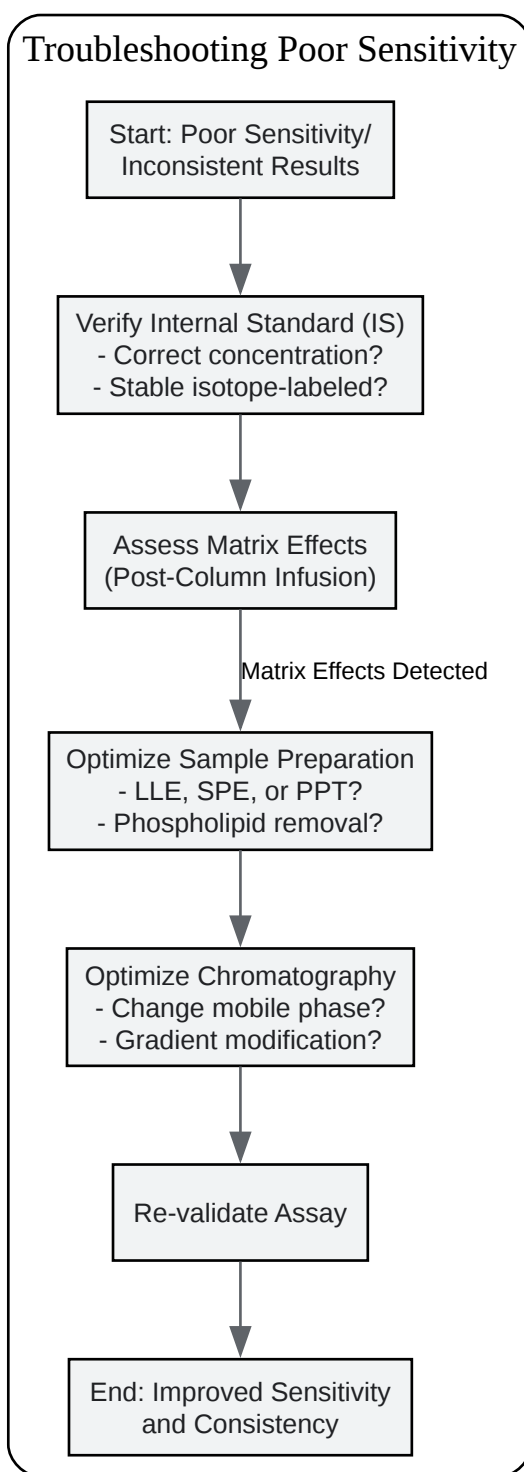 Troubleshooting Poor Sensitivity
Start: Poor Sensitivity/
Inconsistent Results
Verify Internal Standard (IS)
- Correct concentration?
- Stable isotope-labeled?
Assess Matrix Effects
(Post-Column Infusion)
Matrix Effects Detected
Optimize Sample Preparation
- LLE, SPE, or PPT?
- Phospholipid removal?
Optimize Chromatography
- Change mobile phase?
- Gradient modification?
Re-validate Assay
End: Improved Sensitivity
and Consistency